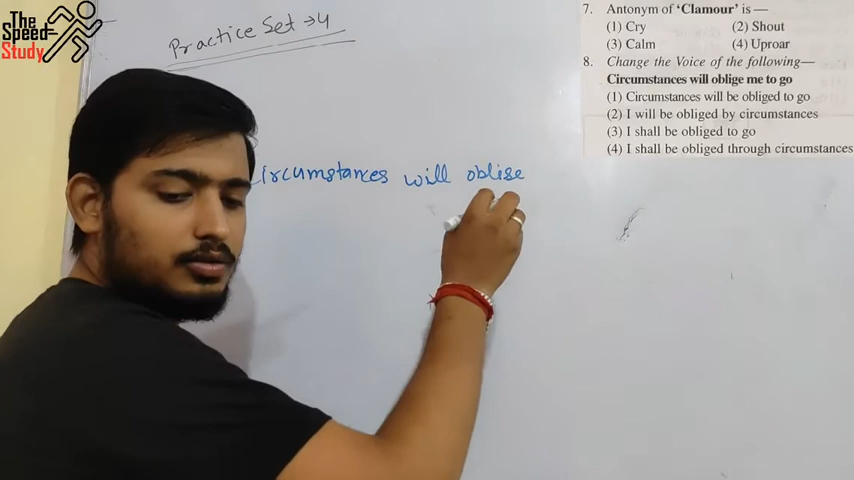 The
Speed
Study
Practice Set → 4
Circumstances will oblise
7. Antonym of ‘Clamour’ is —
(1) Cry (2) Shout
(3) Calm (4) Uproar
8. Change the Voice of the following—
Circumstances will oblige me to go
(1) Circumstances will be obliged to go
(2) I will be obliged by circumstances
(3) I shall be obliged to go
(4) I shall be obliged through circumstances